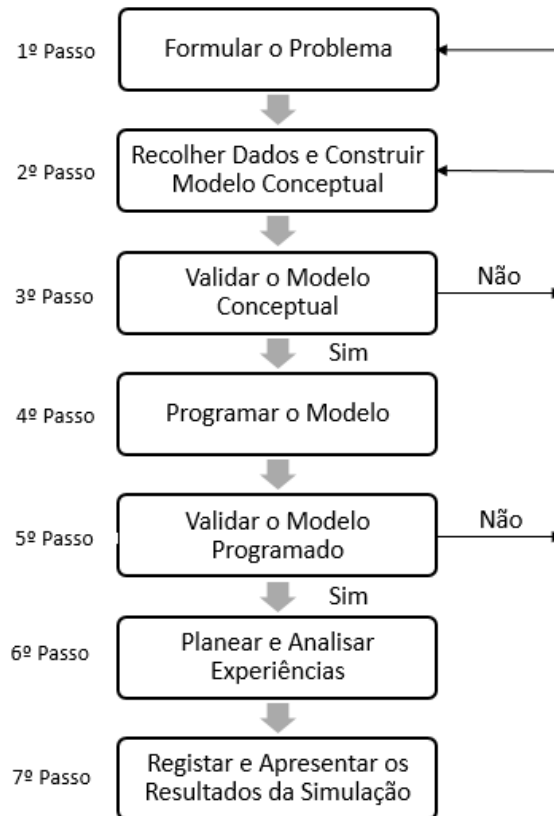 1º Passo
Formular o Problema
2º Passo
Recolher Dados e Construir
Modelo Conceptual
3º Passo
Validar o Modelo
Conceptual
Não
Sim
4º Passo
Programar o Modelo
5º Passo
Validar o Modelo
Programado
Não
Sim
6º Passo
Planear e Analisar
Experiências
7º Passo
Registar e Apresentar os
Resultados da Simulação